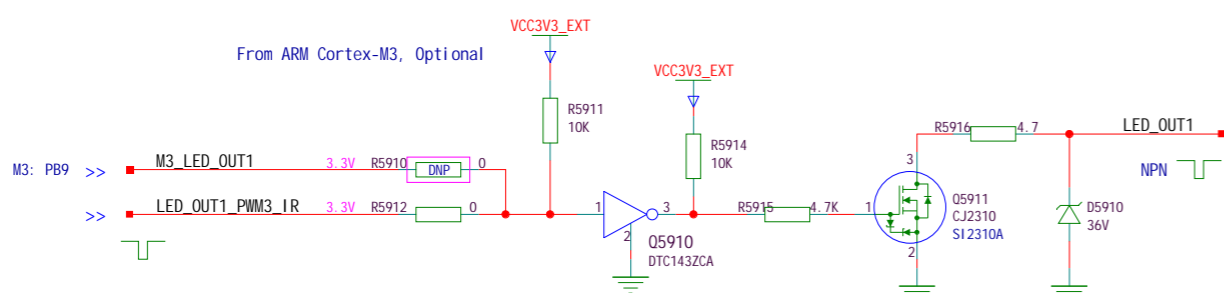 VCC3V3_EXT
From ARM Cortex-M3, Optional
VCC3V3_EXT
R5911
10K
R5914
10K
R5916
4.7
LED_OUT1
M3: PB9
>>
M3_LED_OUT1
3.3V
R5910
DNP
0
3
NPN
>>
LED_OUT1_PWM3_IR
3.3V
R5912
0
1
3
2
R5915
4.7K
1
Q5911
CJ2310
SI2310A
2
D5910
36V
Q5910
DTC143ZCA